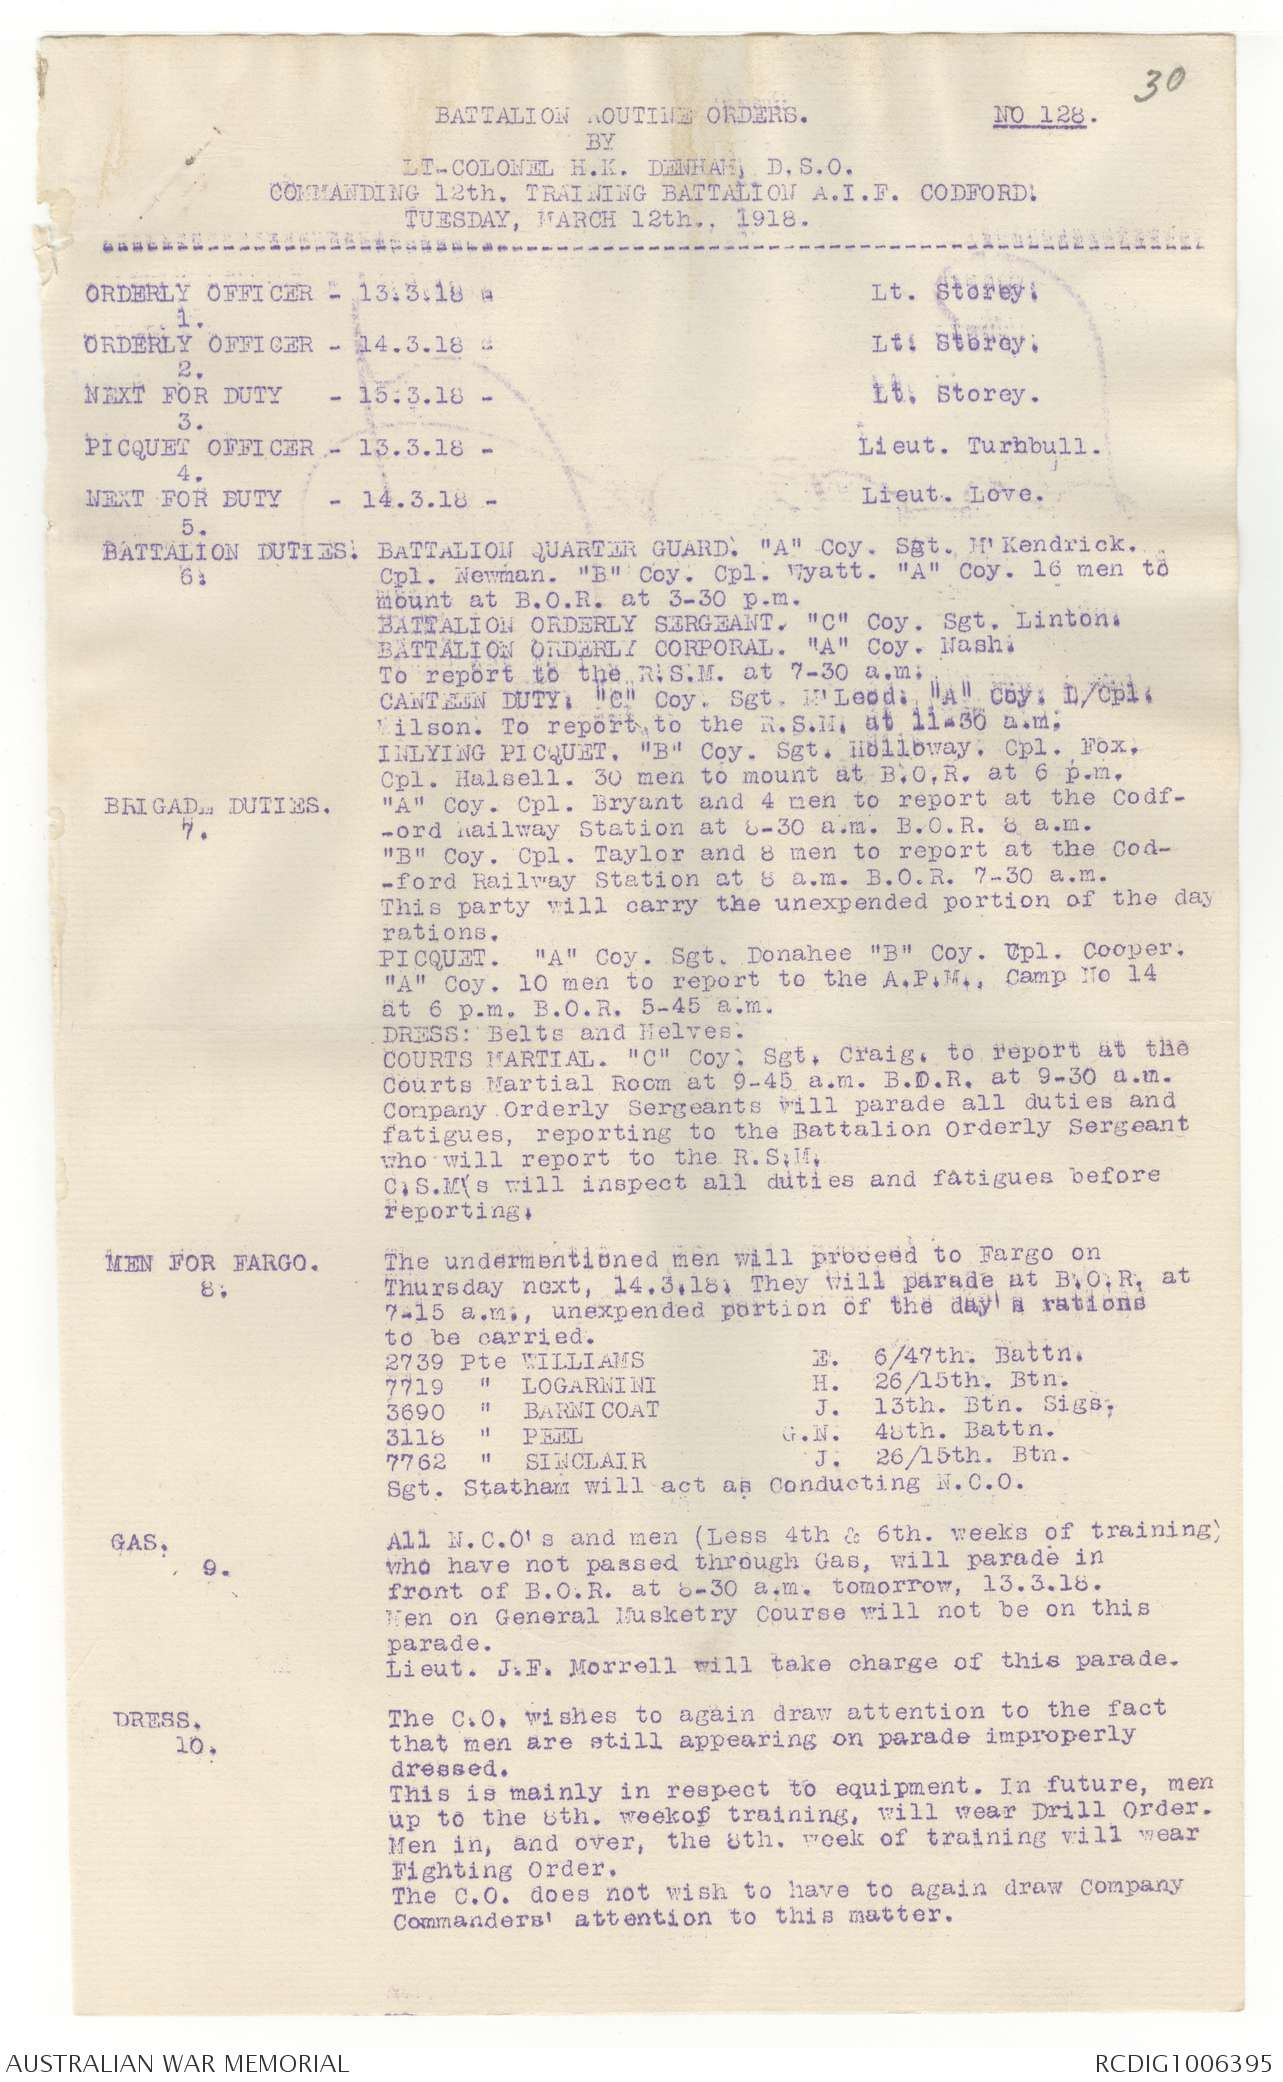 30
BATTALION ROUTINE ORDERS. NO 128.
BY
LT-COLONEL H.K. DENHAM, D.S.O.
COMMANDING 12th. TRAINING BATTALION A.I.F. CODFORD.
TUESDAY, MARCH 12th., 1918.
ORDERLY OFFICER - 13.3.18 - Lt. Storey.
1.
ORDERLY OFFICER - 14.3.18 - Lt. Storey.
2.
NEXT FOR DUTY - 15.3.18 - Lt. Storey.
3.
PICQUET OFFICER - 13.3.18 - Lieut. Turnbull.
4.
NEXT FOR DUTY - 14.3.18 - Lieut. Love.
5.
BATTALION DUTIES. BATTALION QUARTER GUARD. "A" Coy. Sgt. M'Kendrick.
6. Cpl. Newman. "B" Coy. Cpl. Wyatt. "A" Coy. 16 men to
mount at B.O.R. at 3-30 p.m.
BATTALION ORDERLY SERGEANT. "C" Coy. Sgt. Linton.
BATTALION ORDERLY CORPORAL. "A" Coy. Nash.
To report to the R.S.M. at 7-30 a.m.
CANTEEN DUTY. "C" Coy. Sgt. M'Leod. "A" Coy. L/Cpl.
Wilson. To report to the R.S.M. at 11-30 a.m.
INLYING PICQUET. "B" Coy. Sgt. Holloway. Cpl. Fox.
Cpl. Halsell. 30 men to mount at B.O.R. at 6 p.m.
BRIGADE DUTIES. "A" Coy. Cpl. Bryant and 4 men to report at the Codf-
7. -ord Railway Station at 8-30 a.m. B.O.R. 8 a.m.
"B" Coy. Cpl. Taylor and 8 men to report at the Cod-
-ford Railway Station at 8 a.m. B.O.R. 7-30 a.m.
This party will carry the unexpended portion of the day
rations.
PICQUET. "A" Coy. Sgt. Donahee "B" Coy. Cpl. Cooper.
"A" Coy. 10 men to report to the A.P.M., Camp No 14
at 6 p.m. B.O.R. 5-45 a.m.
DRESS: Belts and Helves.
COURTS MARTIAL. "C" Coy. Sgt. Craig. to report at the
Courts Martial Room at 9-45 a.m. B.O.R. at 9-30 a.m.
Company Orderly Sergeants will parade all duties and
fatigues, reporting to the Battalion Orderly Sergeant
who will report to the R.S.M.
C.S.M's will inspect all duties and fatigues before
reporting.
MEN FOR FARGO. The undermentioned men will proceed to Fargo on
8. Thursday next, 14.3.18. They will parade at B.O.R. at
7-15 a.m., unexpended portion of the day's rations
to be carried.
2739 Pte WILLIAMS E. 6/47th. Battn.
7719 " LOGARNINI H. 26/15th. Btn.
3690 " BARNICOAT J. 13th. Btn. Sigs.
3118 " PEEL G.N. 48th. Battn.
7762 " SINCLAIR J. 26/15th. Btn.
Sgt. Statham will act as Conducting N.C.O.
GAS. All N.C.O's and men (Less 4th & 6th. weeks of training)
9. who have not passed through Gas, will parade in
front of B.O.R. at 8-30 a.m. tomorrow, 13.3.18.
Men on General Musketry Course will not be on this
parade.
Lieut. J.F. Morrell will take charge of this parade.
DRESS. The C.O. wishes to again draw attention to the fact
10. that men are still appearing on parade improperly
dressed.
This is mainly in respect to equipment. In future, men
up to the 8th. weekof training, will wear Drill Order.
Men in, and over, the 8th. week of training will wear
Fighting Order.
The C.O. does not wish to have to again draw Company
Commanders' attention to this matter.
AUSTRALIAN WAR MEMORIAL RCDIG1006395